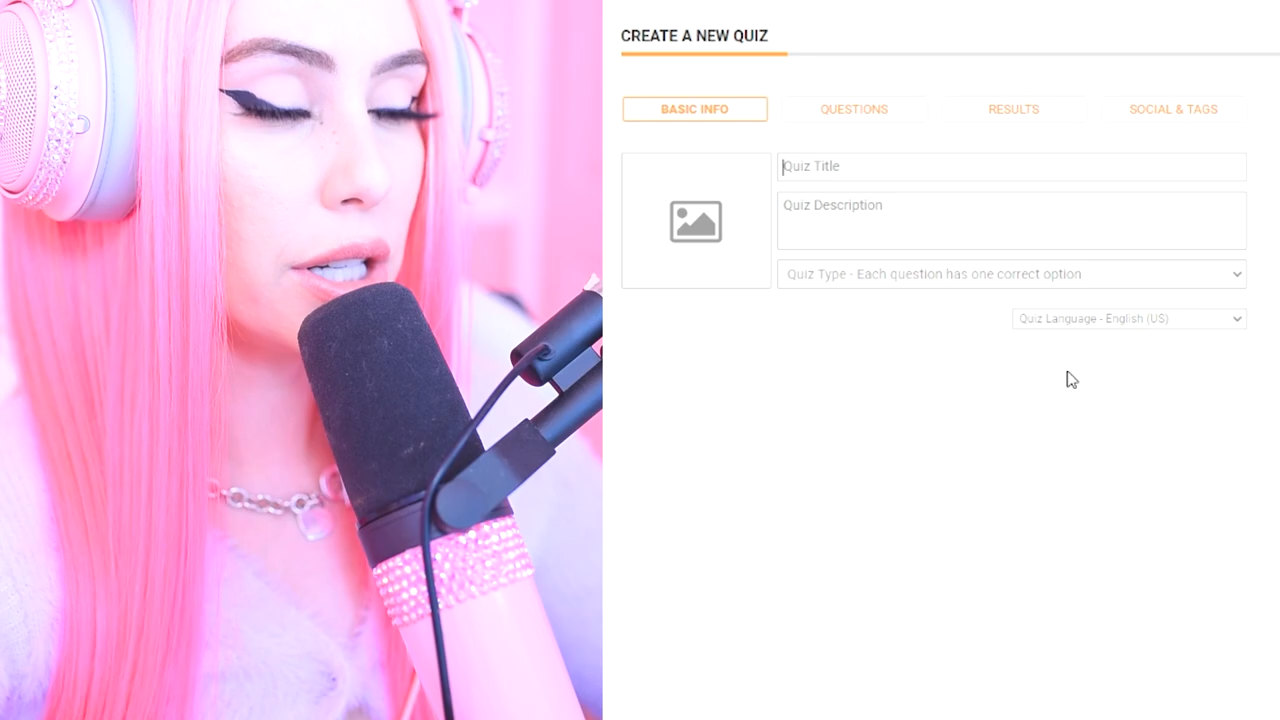 CREATE A NEW QUIZ
BASIC INFO
QUESTIONS
RESULTS
SOCIAL & TAGS
Quiz Title
Quiz Description
Quiz Type - Each question has one correct option
Quiz Language - English (US)